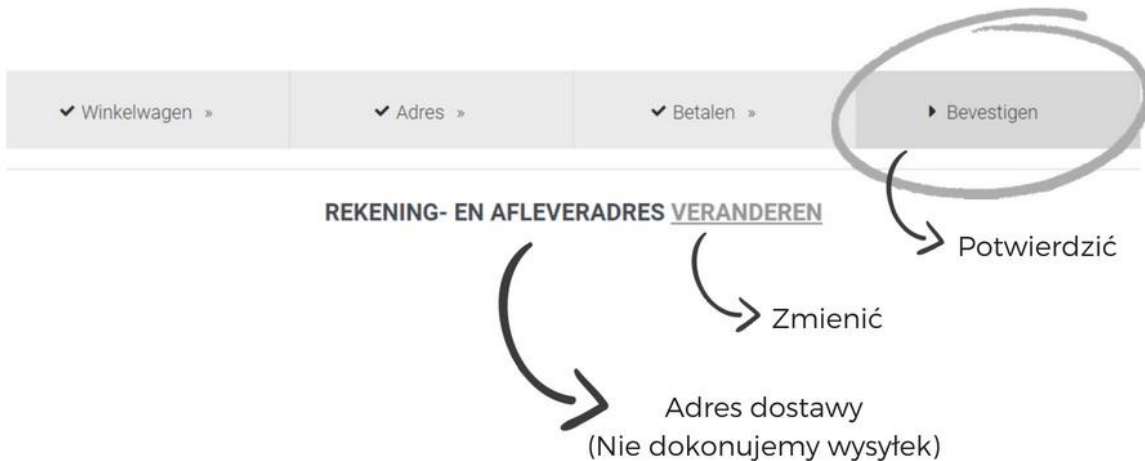 ✔ Winkelwagen » ✔ Adres » ✔ Betalen » ▸ Bevestigen
REKENING- EN AFLEVERADRES VERANDEREN
Potwierdzić
Zmienić
Adres dostawy
(Nie dokonujemy wysyłek)